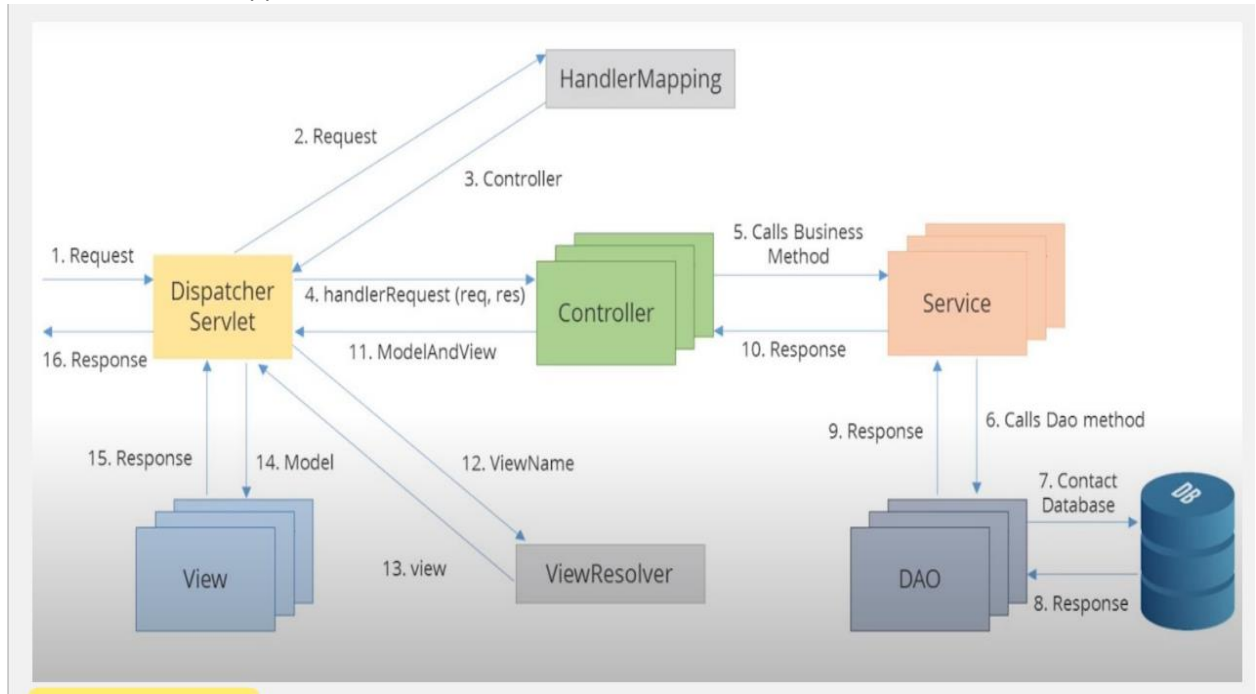 HandlerMapping
2. Request
3. Controller
1. Request
Dispatcher
Servlet
4. handlerRequest (req, res)
Controller
5. Calls Business
Method
Service
16. Response
11. ModelAndView
10. Response
15. Response
14. Model
12. ViewName
9. Response
6. Calls Dao method
7. Contact
Database
DB
View
13. view
ViewResolver
DAO
8. Response